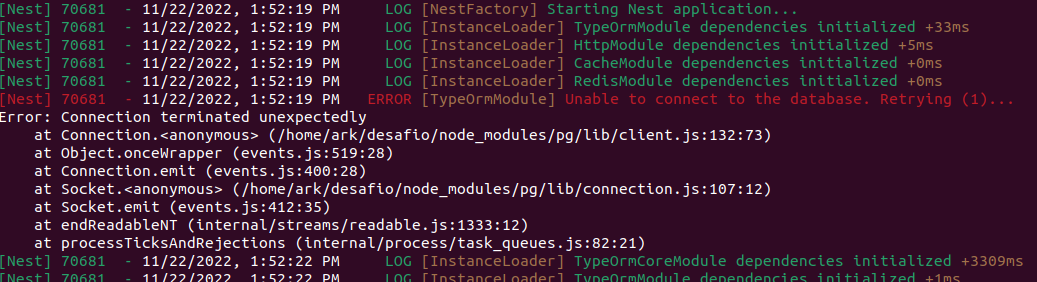 [Nest] 70681  - 11/22/2022, 1:52:19 PM     LOG [NestFactory] Starting Nest application...
[Nest] 70681  - 11/22/2022, 1:52:19 PM     LOG [InstanceLoader] TypeOrmModule dependencies initialized +33ms
[Nest] 70681  - 11/22/2022, 1:52:19 PM     LOG [InstanceLoader] HttpModule dependencies initialized +5ms
[Nest] 70681  - 11/22/2022, 1:52:19 PM     LOG [InstanceLoader] CacheModule dependencies initialized +0ms
[Nest] 70681  - 11/22/2022, 1:52:19 PM     LOG [InstanceLoader] RedisModule dependencies initialized +0ms
[Nest] 70681  - 11/22/2022, 1:52:19 PM   ERROR [TypeOrmModule] Unable to connect to the database. Retrying (1)...
Error: Connection terminated unexpectedly
    at Connection.<anonymous> (/home/ark/desafio/node_modules/pg/lib/client.js:132:73)
    at Object.onceWrapper (events.js:519:28)
    at Connection.emit (events.js:400:28)
    at Socket.<anonymous> (/home/ark/desafio/node_modules/pg/lib/connection.js:107:12)
    at Socket.emit (events.js:412:35)
    at endReadableNT (internal/streams/readable.js:1333:12)
    at processTicksAndRejections (internal/process/task_queues.js:82:21)
[Nest] 70681  - 11/22/2022, 1:52:22 PM     LOG [InstanceLoader] TypeOrmCoreModule dependencies initialized +3309ms
[Nest] 70681  - 11/22/2022, 1:52:22 PM     LOG [InstanceLoader] TypeOrmModule dependencies initialized +1ms